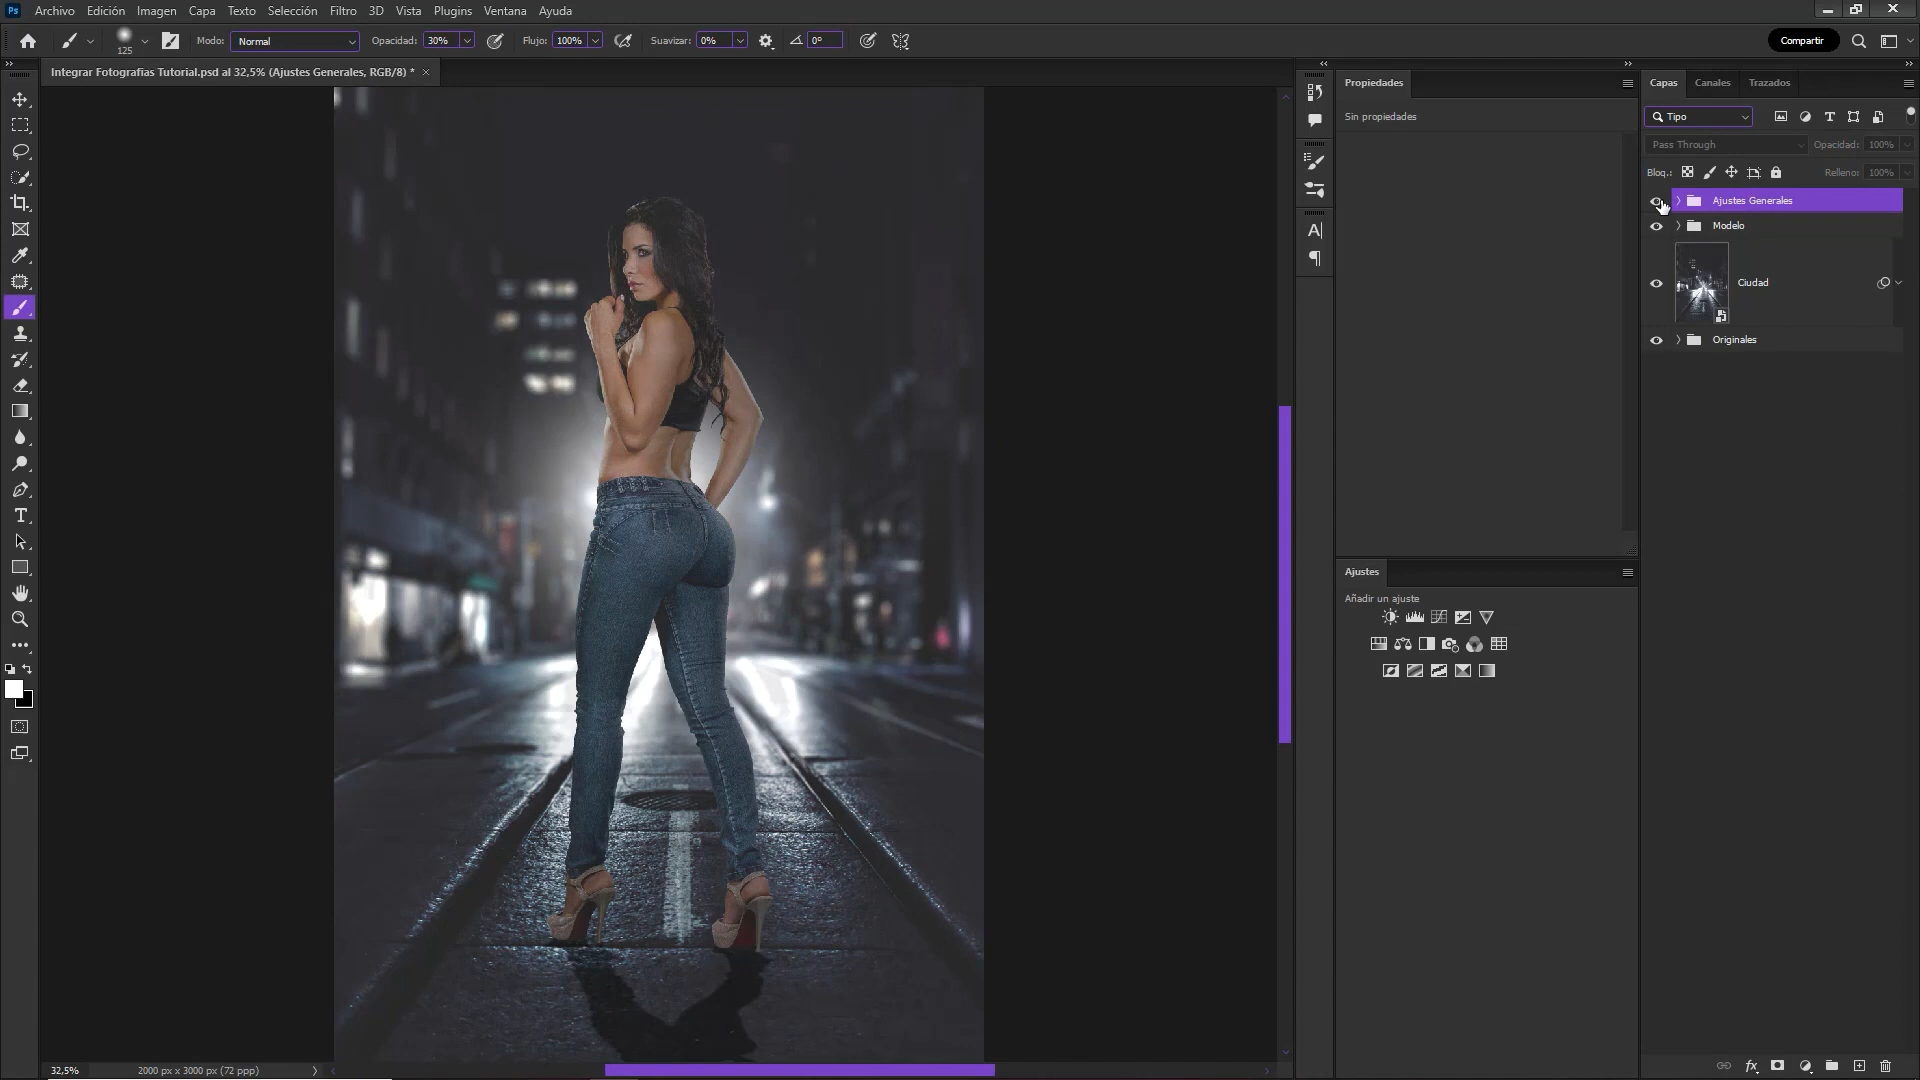 Ps Archivo Edición Imagen Capa Texto Selección Filtro 3D Vista Plugins Ventana Ayuda
125 Modo: Normal Opacidad: 30% Flujo: 100% Suavizar: 0% 0° Compartir
Integrar Fotografias Tutorial.psd al 32,5% (Ajustes Generales, RGB/8) * ×
Propiedades
Sin propiedades
Capas Canales Trazados
Tipo
Pass Through Opacidad: 100%
Bloq.: Relleno: 100%
Ajustes Generales
Modelo
Ciudad
Originales
Ajustes
Añadir un ajuste
32,5% 2000 px x 3000 px (72 ppp)